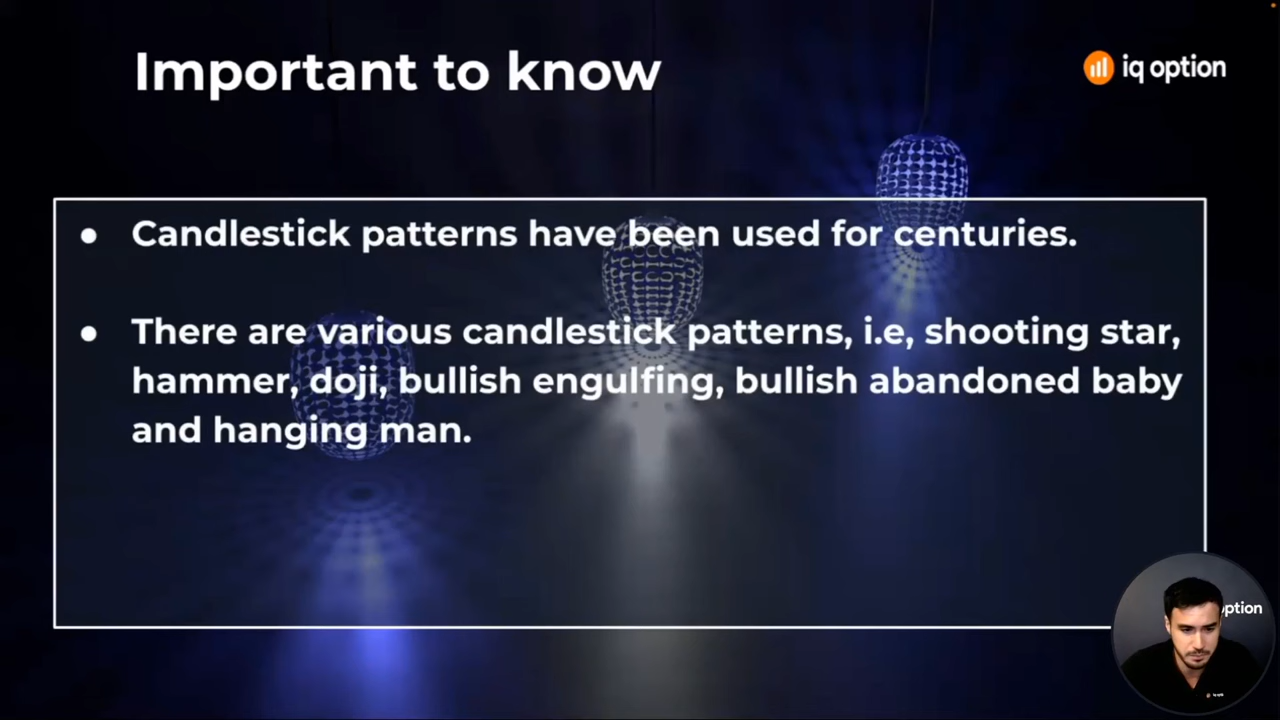 Important to know
iq option
● Candlestick patterns have been used for centuries.
● There are various candlestick patterns, i.e, shooting star,
hammer, doji, bullish engulfing, bullish abandoned baby
and hanging man.
option